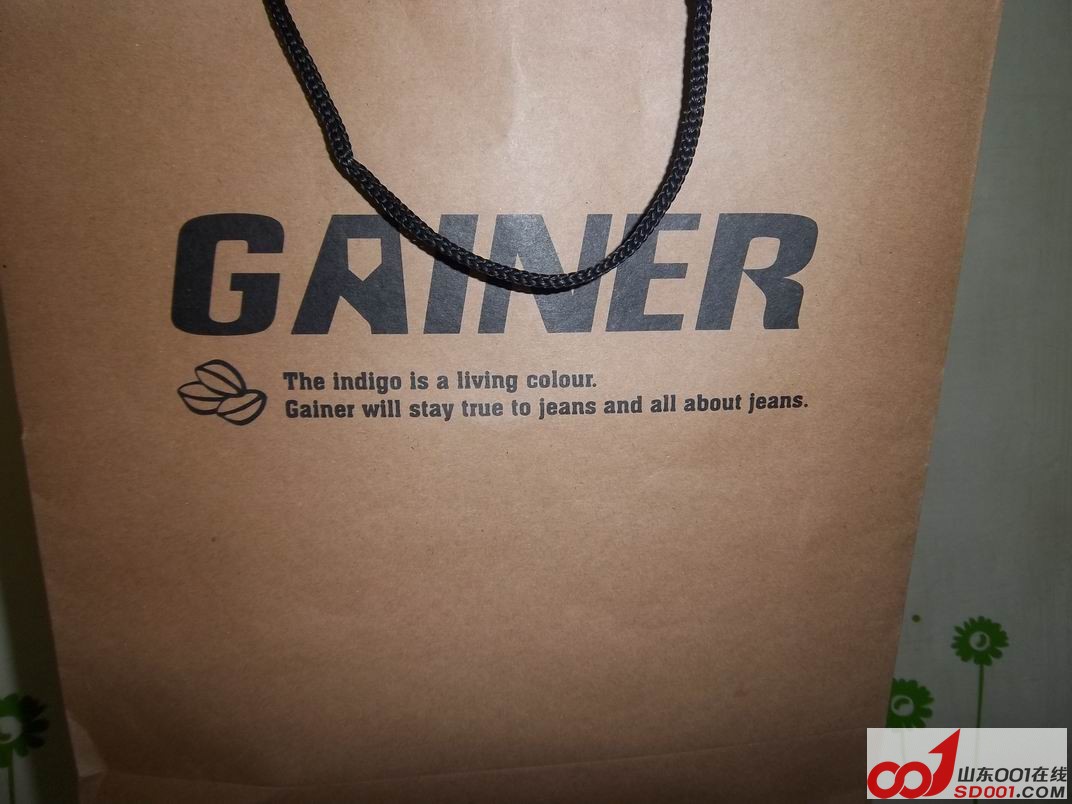 GAINER
The indigo is a living colour.
Gainer will stay true to jeans and all about jeans.
山东001在线
SD001.COM